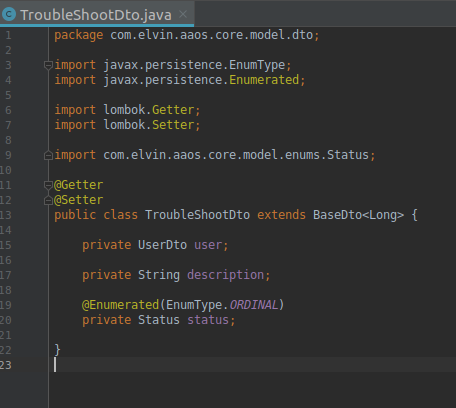 TroubleShootDto.java
1 package com.elvin.aaos.core.model.dto;
2
3 import javax.persistence.EnumType;
4 import javax.persistence.Enumerated;
5
6 import lombok.Getter;
7 import lombok.Setter;
8
9 import com.elvin.aaos.core.model.enums.Status;
10
11 @Getter
12 @Setter
13 public class TroubleShootDto extends BaseDto<Long> {
14
15 private UserDto user;
16
17 private String description;
18
19 @Enumerated(EnumType.ORDINAL)
20 private Status status;
21
22 }
23